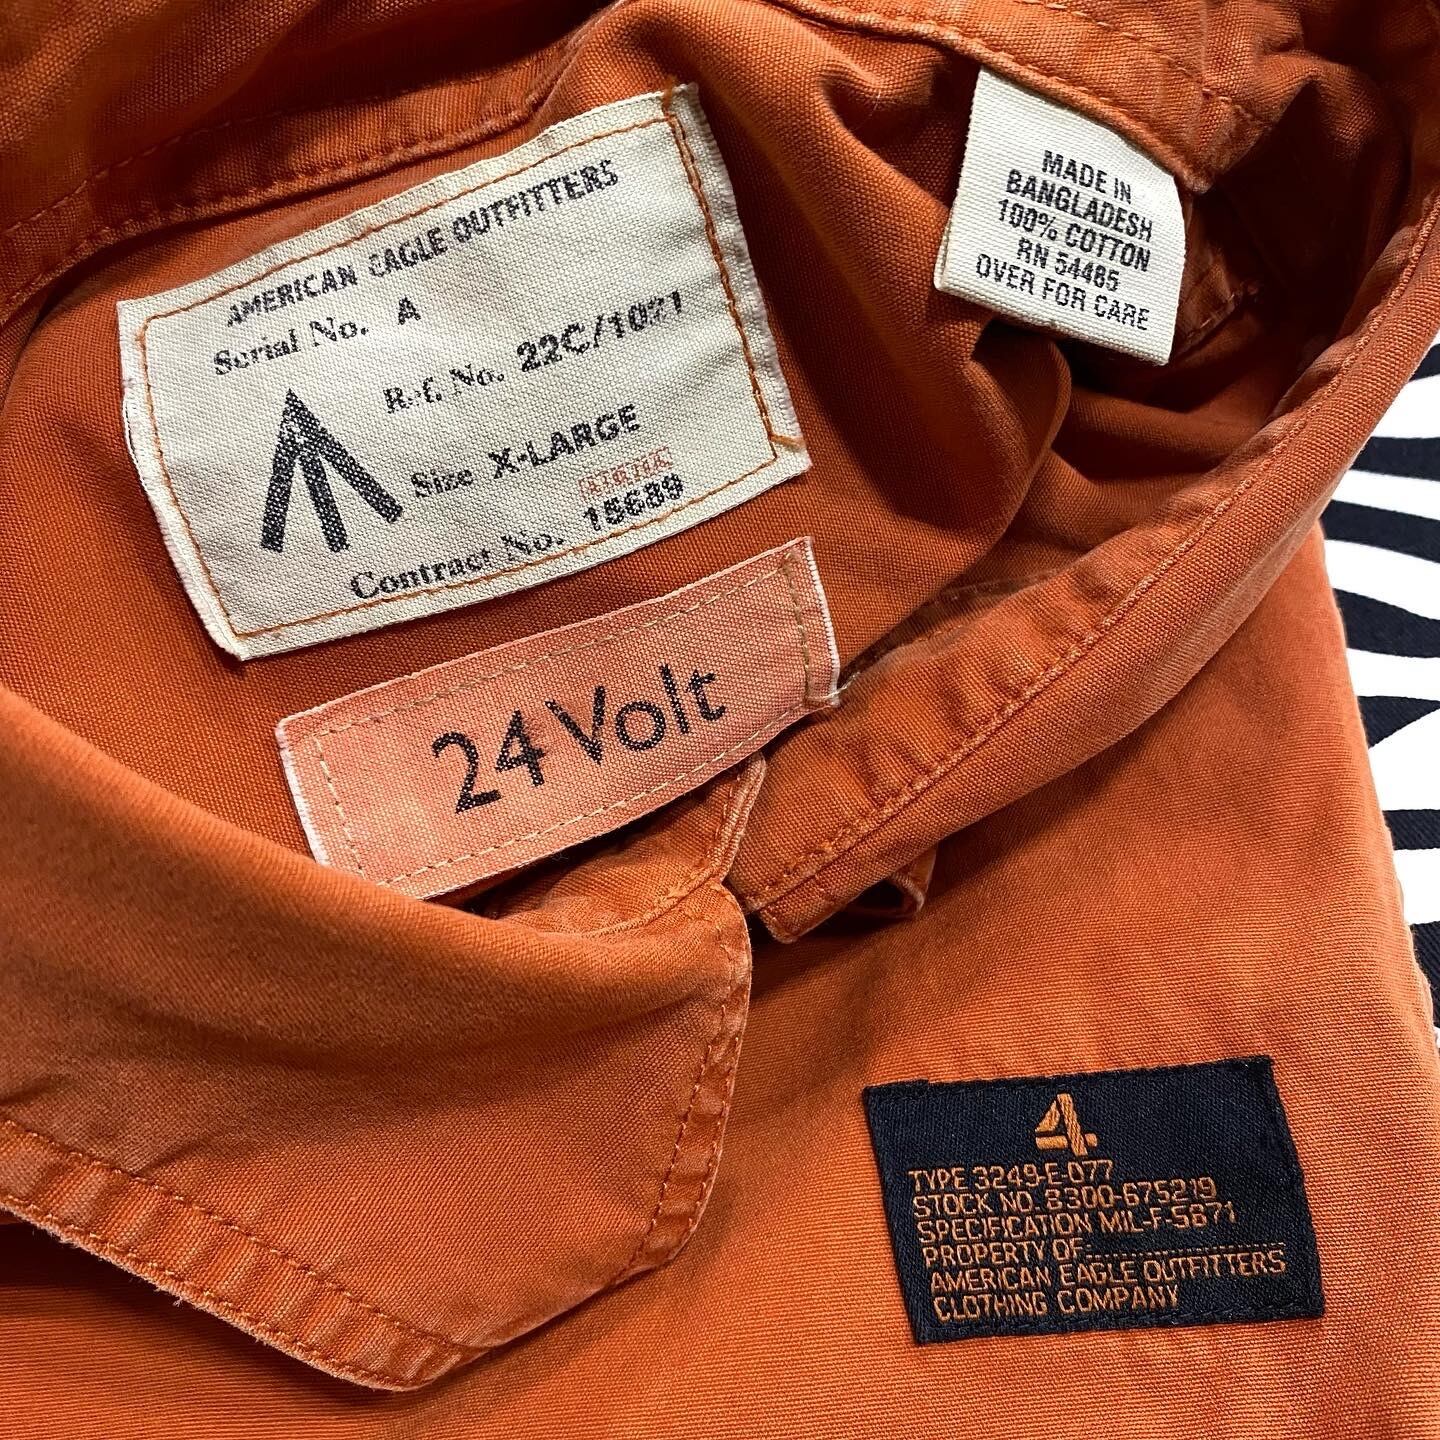 AMERICAN EAGLE OUTFITTERS
Serial No. A
Ref. No. 22C/1021
Size X-LARGE
Contract No. 15689
24 Volt
MADE IN
BANGLADESH
100% COTTON
RN 54485
OVER FOR CARE
4
TYPE 3249-E-077
STOCK NO. 8300-675219
SPECIFICATION MIL-F-5671
PROPERTY OF
AMERICAN EAGLE OUTFITTERS
CLOTHING COMPANY